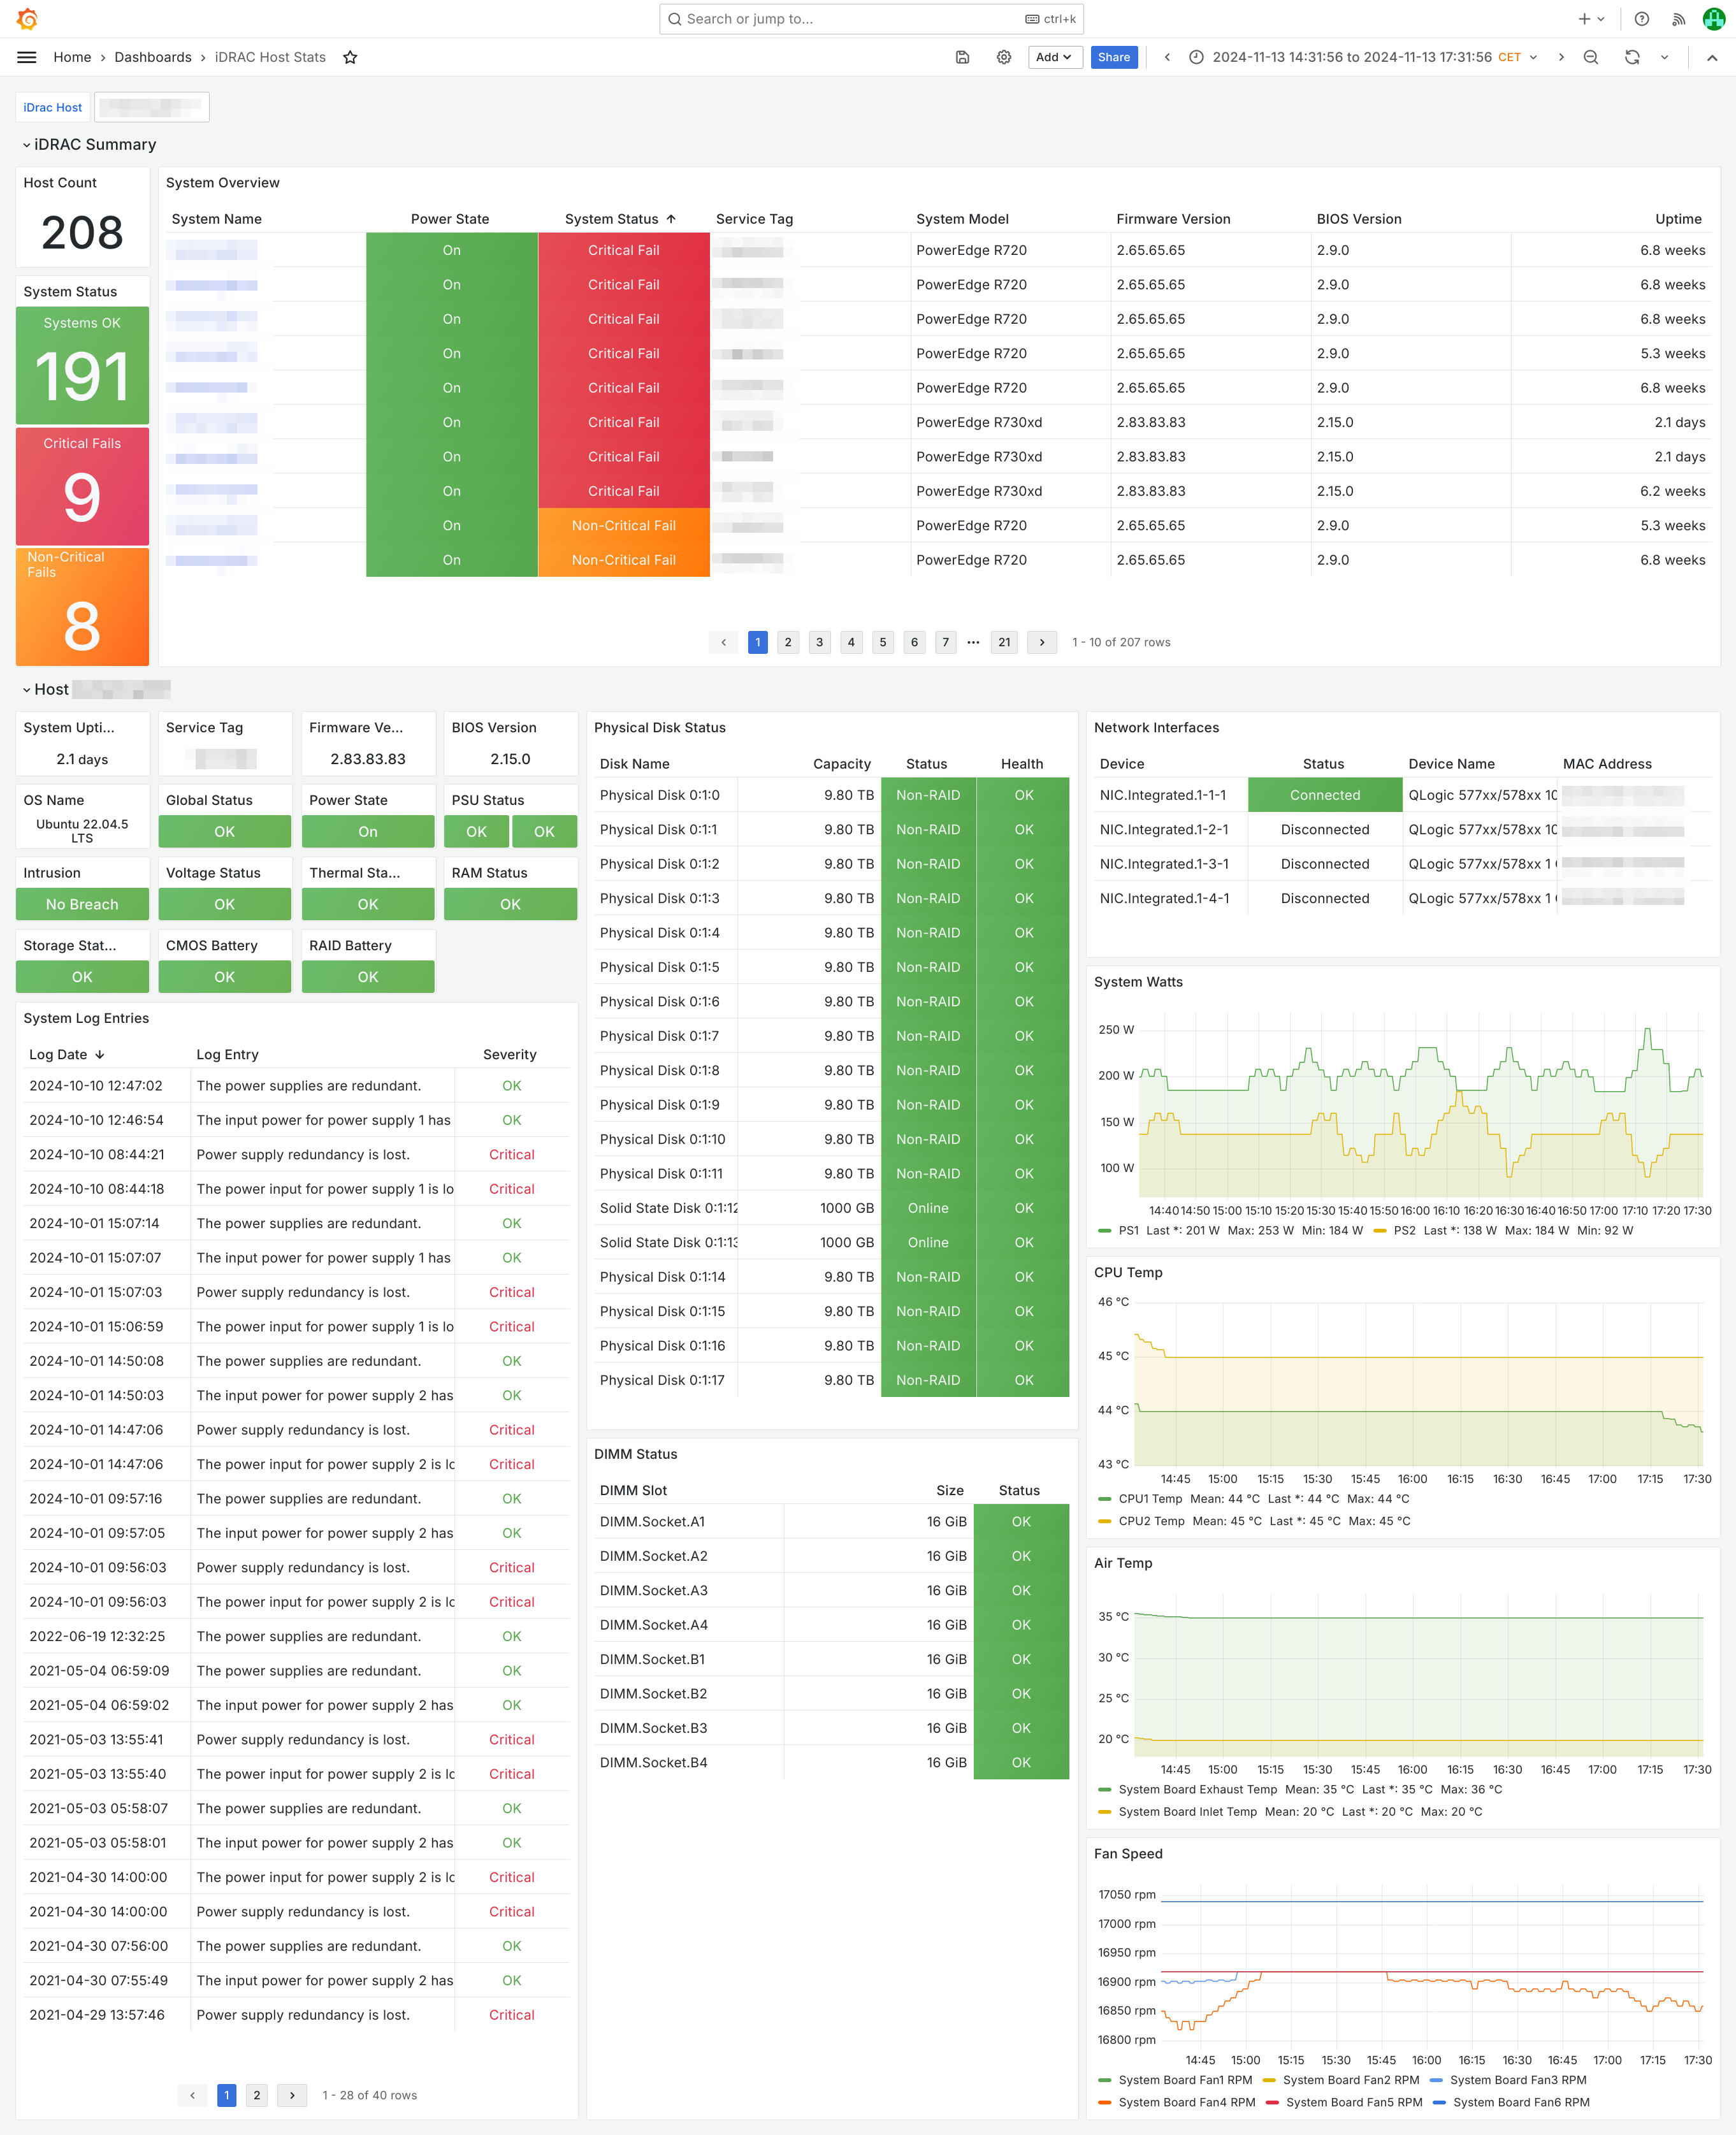 Search or jump to... ctrl+k
Home › Dashboards › iDRAC Host Stats
Add Share 2024-11-13 14:31:56 to 2024-11-13 17:31:56 CET
iDrac Host
iDRAC Summary
Host Count
208
System Status
Systems OK
191
Critical Fails
9
Non-Critical
Fails
8
System Overview
System Name Power State System Status Service Tag System Model Firmware Version BIOS Version Uptime
On Critical Fail PowerEdge R720 2.65.65.65 2.9.0 6.8 weeks
On Critical Fail PowerEdge R720 2.65.65.65 2.9.0 6.8 weeks
On Critical Fail PowerEdge R720 2.65.65.65 2.9.0 6.8 weeks
On Critical Fail PowerEdge R720 2.65.65.65 2.9.0 5.3 weeks
On Critical Fail PowerEdge R720 2.65.65.65 2.9.0 6.8 weeks
On Critical Fail PowerEdge R730xd 2.83.83.83 2.15.0 2.1 days
On Critical Fail PowerEdge R730xd 2.83.83.83 2.15.0 2.1 days
On Critical Fail PowerEdge R730xd 2.83.83.83 2.15.0 6.2 weeks
On Non-Critical Fail PowerEdge R720 2.65.65.65 2.9.0 5.3 weeks
On Non-Critical Fail PowerEdge R720 2.65.65.65 2.9.0 6.8 weeks
‹ 1 2 3 4 5 6 7 ••• 21 › 1 - 10 of 207 rows
Host
System Upti...
2.1 days
Service Tag
Firmware Ve...
2.83.83.83
BIOS Version
2.15.0
OS Name
Ubuntu 22.04.5
LTS
Global Status
OK
Power State
On
PSU Status
OK OK
Intrusion
No Breach
Voltage Status
OK
Thermal Sta...
OK
RAM Status
OK
Storage Stat...
OK
CMOS Battery
OK
RAID Battery
OK
System Log Entries
Log Date Log Entry Severity
2024-10-10 12:47:02 The power supplies are redundant. OK
2024-10-10 12:46:54 The input power for power supply 1 has OK
2024-10-10 08:44:21 Power supply redundancy is lost. Critical
2024-10-10 08:44:18 The power input for power supply 1 is lo Critical
2024-10-01 15:07:14 The power supplies are redundant. OK
2024-10-01 15:07:07 The input power for power supply 1 has OK
2024-10-01 15:07:03 Power supply redundancy is lost. Critical
2024-10-01 15:06:59 The power input for power supply 1 is lo Critical
2024-10-01 14:50:08 The power supplies are redundant. OK
2024-10-01 14:50:03 The input power for power supply 2 has OK
2024-10-01 14:47:06 Power supply redundancy is lost. Critical
2024-10-01 14:47:06 The power input for power supply 2 is lo Critical
2024-10-01 09:57:16 The power supplies are redundant. OK
2024-10-01 09:57:05 The input power for power supply 2 has OK
2024-10-01 09:56:03 Power supply redundancy is lost. Critical
2024-10-01 09:56:03 The power input for power supply 2 is lo Critical
2022-06-19 12:32:25 The power supplies are redundant. OK
2021-05-04 06:59:09 The power supplies are redundant. OK
2021-05-04 06:59:02 The input power for power supply 2 has OK
2021-05-03 13:55:41 Power supply redundancy is lost. Critical
2021-05-03 13:55:40 The power input for power supply 2 is lo Critical
2021-05-03 05:58:07 The power supplies are redundant. OK
2021-05-03 05:58:01 The input power for power supply 2 has OK
2021-04-30 14:00:00 The power input for power supply 2 is lo Critical
2021-04-30 14:00:00 Power supply redundancy is lost. Critical
2021-04-30 07:56:00 The power supplies are redundant. OK
2021-04-30 07:55:49 The input power for power supply 2 has OK
2021-04-29 13:57:46 Power supply redundancy is lost. Critical
‹ 1 2 › 1 - 28 of 40 rows
Physical Disk Status
Disk Name Capacity Status Health
Physical Disk 0:1:0 9.80 TB Non-RAID OK
Physical Disk 0:1:1 9.80 TB Non-RAID OK
Physical Disk 0:1:2 9.80 TB Non-RAID OK
Physical Disk 0:1:3 9.80 TB Non-RAID OK
Physical Disk 0:1:4 9.80 TB Non-RAID OK
Physical Disk 0:1:5 9.80 TB Non-RAID OK
Physical Disk 0:1:6 9.80 TB Non-RAID OK
Physical Disk 0:1:7 9.80 TB Non-RAID OK
Physical Disk 0:1:8 9.80 TB Non-RAID OK
Physical Disk 0:1:9 9.80 TB Non-RAID OK
Physical Disk 0:1:10 9.80 TB Non-RAID OK
Physical Disk 0:1:11 9.80 TB Non-RAID OK
Solid State Disk 0:1:12 1000 GB Online OK
Solid State Disk 0:1:13 1000 GB Online OK
Physical Disk 0:1:14 9.80 TB Non-RAID OK
Physical Disk 0:1:15 9.80 TB Non-RAID OK
Physical Disk 0:1:16 9.80 TB Non-RAID OK
Physical Disk 0:1:17 9.80 TB Non-RAID OK
DIMM Status
DIMM Slot Size Status
DIMM.Socket.A1 16 GiB OK
DIMM.Socket.A2 16 GiB OK
DIMM.Socket.A3 16 GiB OK
DIMM.Socket.A4 16 GiB OK
DIMM.Socket.B1 16 GiB OK
DIMM.Socket.B2 16 GiB OK
DIMM.Socket.B3 16 GiB OK
DIMM.Socket.B4 16 GiB OK
Network Interfaces
Device Status Device Name MAC Address
NIC.Integrated.1-1-1 Connected QLogic 577xx/578xx 10
NIC.Integrated.1-2-1 Disconnected QLogic 577xx/578xx 10
NIC.Integrated.1-3-1 Disconnected QLogic 577xx/578xx 1
NIC.Integrated.1-4-1 Disconnected QLogic 577xx/578xx 1
System Watts
250 W
200 W
150 W
100 W
14:40 14:50 15:00 15:10 15:20 15:30 15:40 15:50 16:00 16:10 16:20 16:30 16:40 16:50 17:00 17:10 17:20 17:30
PS1 Last *: 201 W Max: 253 W Min: 184 W PS2 Last *: 138 W Max: 184 W Min: 92 W
CPU Temp
46 °C
45 °C
44 °C
43 °C
14:45 15:00 15:15 15:30 15:45 16:00 16:15 16:30 16:45 17:00 17:15 17:30
CPU1 Temp Mean: 44 °C Last *: 44 °C Max: 44 °C
CPU2 Temp Mean: 45 °C Last *: 45 °C Max: 45 °C
Air Temp
35 °C
30 °C
25 °C
20 °C
14:45 15:00 15:15 15:30 15:45 16:00 16:15 16:30 16:45 17:00 17:15 17:30
System Board Exhaust Temp Mean: 35 °C Last *: 35 °C Max: 36 °C
System Board Inlet Temp Mean: 20 °C Last *: 20 °C Max: 20 °C
Fan Speed
17050 rpm
17000 rpm
16950 rpm
16900 rpm
16850 rpm
16800 rpm
14:45 15:00 15:15 15:30 15:45 16:00 16:15 16:30 16:45 17:00 17:15 17:30
System Board Fan1 RPM System Board Fan2 RPM System Board Fan3 RPM
System Board Fan4 RPM System Board Fan5 RPM System Board Fan6 RPM